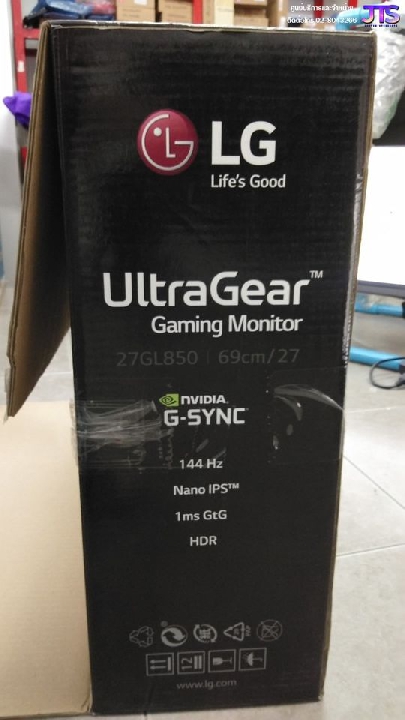 JTS
LG
Life's Good
UltraGear™
Gaming Monitor
27GL850 | 69cm/27
NVIDIA
G-SYNC
144 Hz
Nano IPS™
1ms GtG
HDR
12
www.lg.com